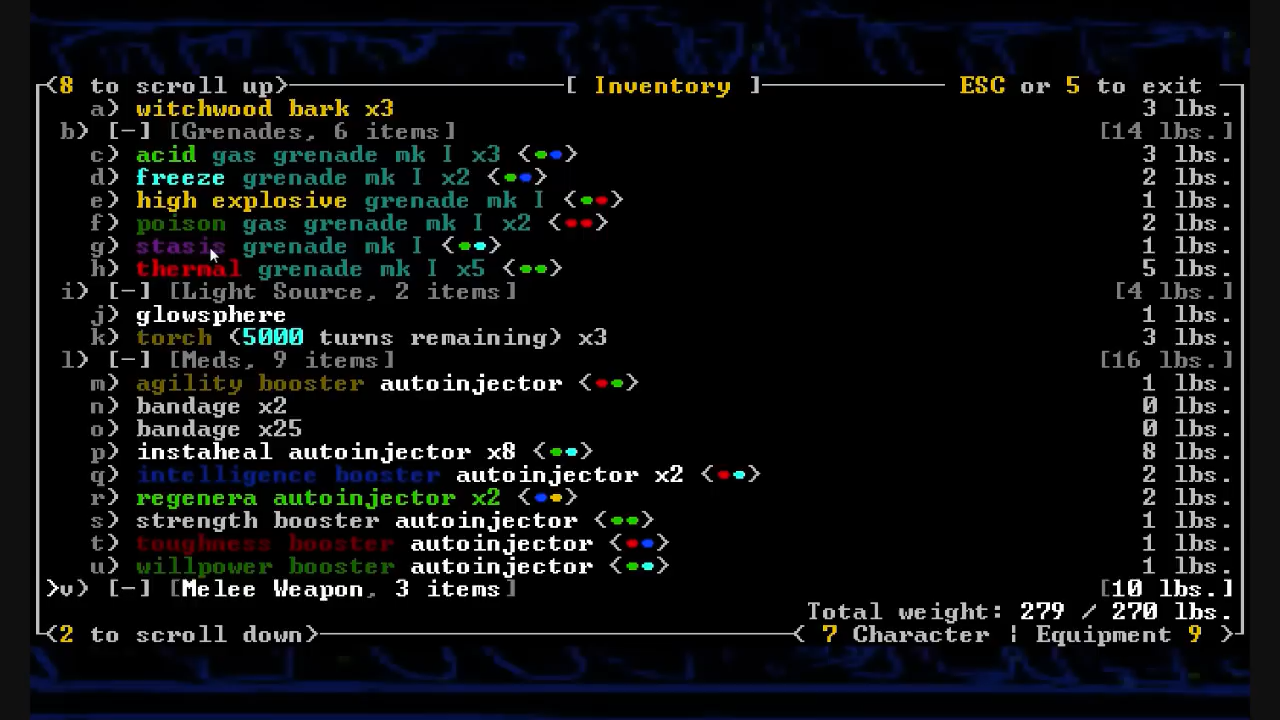 <8 to scroll up> [ Inventory ] ESC or 5 to exit
a) witchwood bark x3 3 lbs.
b) [-] [Grenades, 6 items] [14 lbs.]
c) acid gas grenade mk I x3 <••> 3 lbs.
d) freeze grenade mk I x2 <••> 2 lbs.
e) high explosive grenade mk I <••> 1 lbs.
f) poison gas grenade mk I x2 <••> 2 lbs.
g) stasis grenade mk I <••> 1 lbs.
h) thermal grenade mk I x5 <••> 5 lbs.
i) [-] [Light Source, 2 items] [4 lbs.]
j) glowsphere 1 lbs.
k) torch (5000 turns remaining) x3 3 lbs.
l) [-] [Meds, 9 items] [16 lbs.]
m) agility booster autoinjector <••> 1 lbs.
n) bandage x2 0 lbs.
o) bandage x25 0 lbs.
p) instaheal autoinjector x8 <••> 8 lbs.
q) intelligence booster autoinjector x2 <••> 2 lbs.
r) regenera autoinjector x2 <••> 2 lbs.
s) strength booster autoinjector <••> 1 lbs.
t) toughness booster autoinjector <••> 1 lbs.
u) willpower booster autoinjector <••> 1 lbs.
>v) [-] [Melee Weapon, 3 items] [10 lbs.]
Total weight: 279 / 270 lbs.
<2 to scroll down> < 7 Character | Equipment 9 >